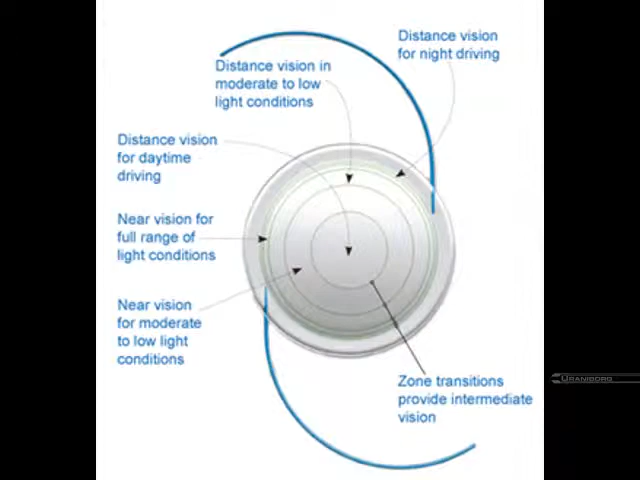 Distance vision
for night driving
Distance vision in
moderate to low
light conditions
Distance vision
for daytime
driving
Near vision for
full range of
light conditions
Near vision
for moderate
to low light
conditions
Zone transitions
provide intermediate
vision
Uraniborg